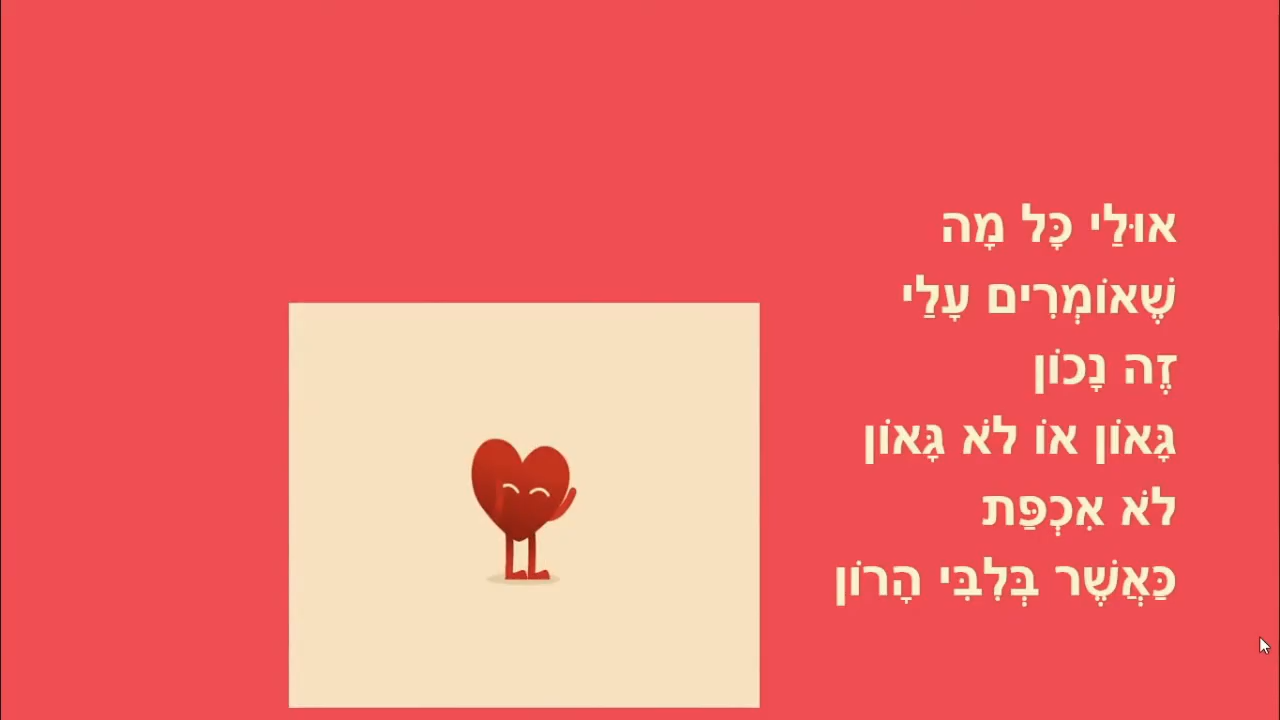 אוּלַי כָּל מָה
שֶׁאוֹמְרִים עָלַי
זֶה נָכוֹן
גָּאוֹן אוֹ לֹא גָּאוֹן
לֹא אִכְפַּת
כַּאֲשֶׁר בְּלִבִּי הָרוֹן